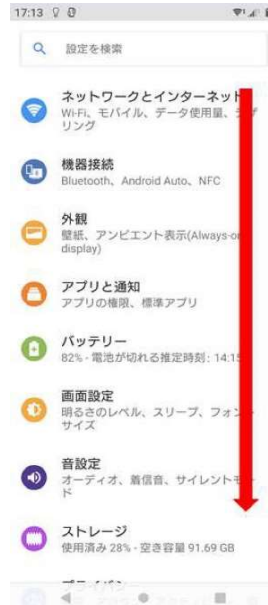 17:13
設定を検索
ネットワークとインターネット
Wi-Fi、モバイル、データ使用量、
リング
機器接続
Bluetooth、Android Auto、NFC
外観
壁紙、アンビエント表示(Always-on
display)
アプリと通知
アプリの権限、標準アプリ
バッテリー
82% - 電池が切れる推定時刻: 14:15
画面設定
明るさのレベル、スリープ、フォント
サイズ
音設定
オーディオ、着信音、サイレントモー
ド
ストレージ
使用済み 28% - 空き容量 91.69 GB